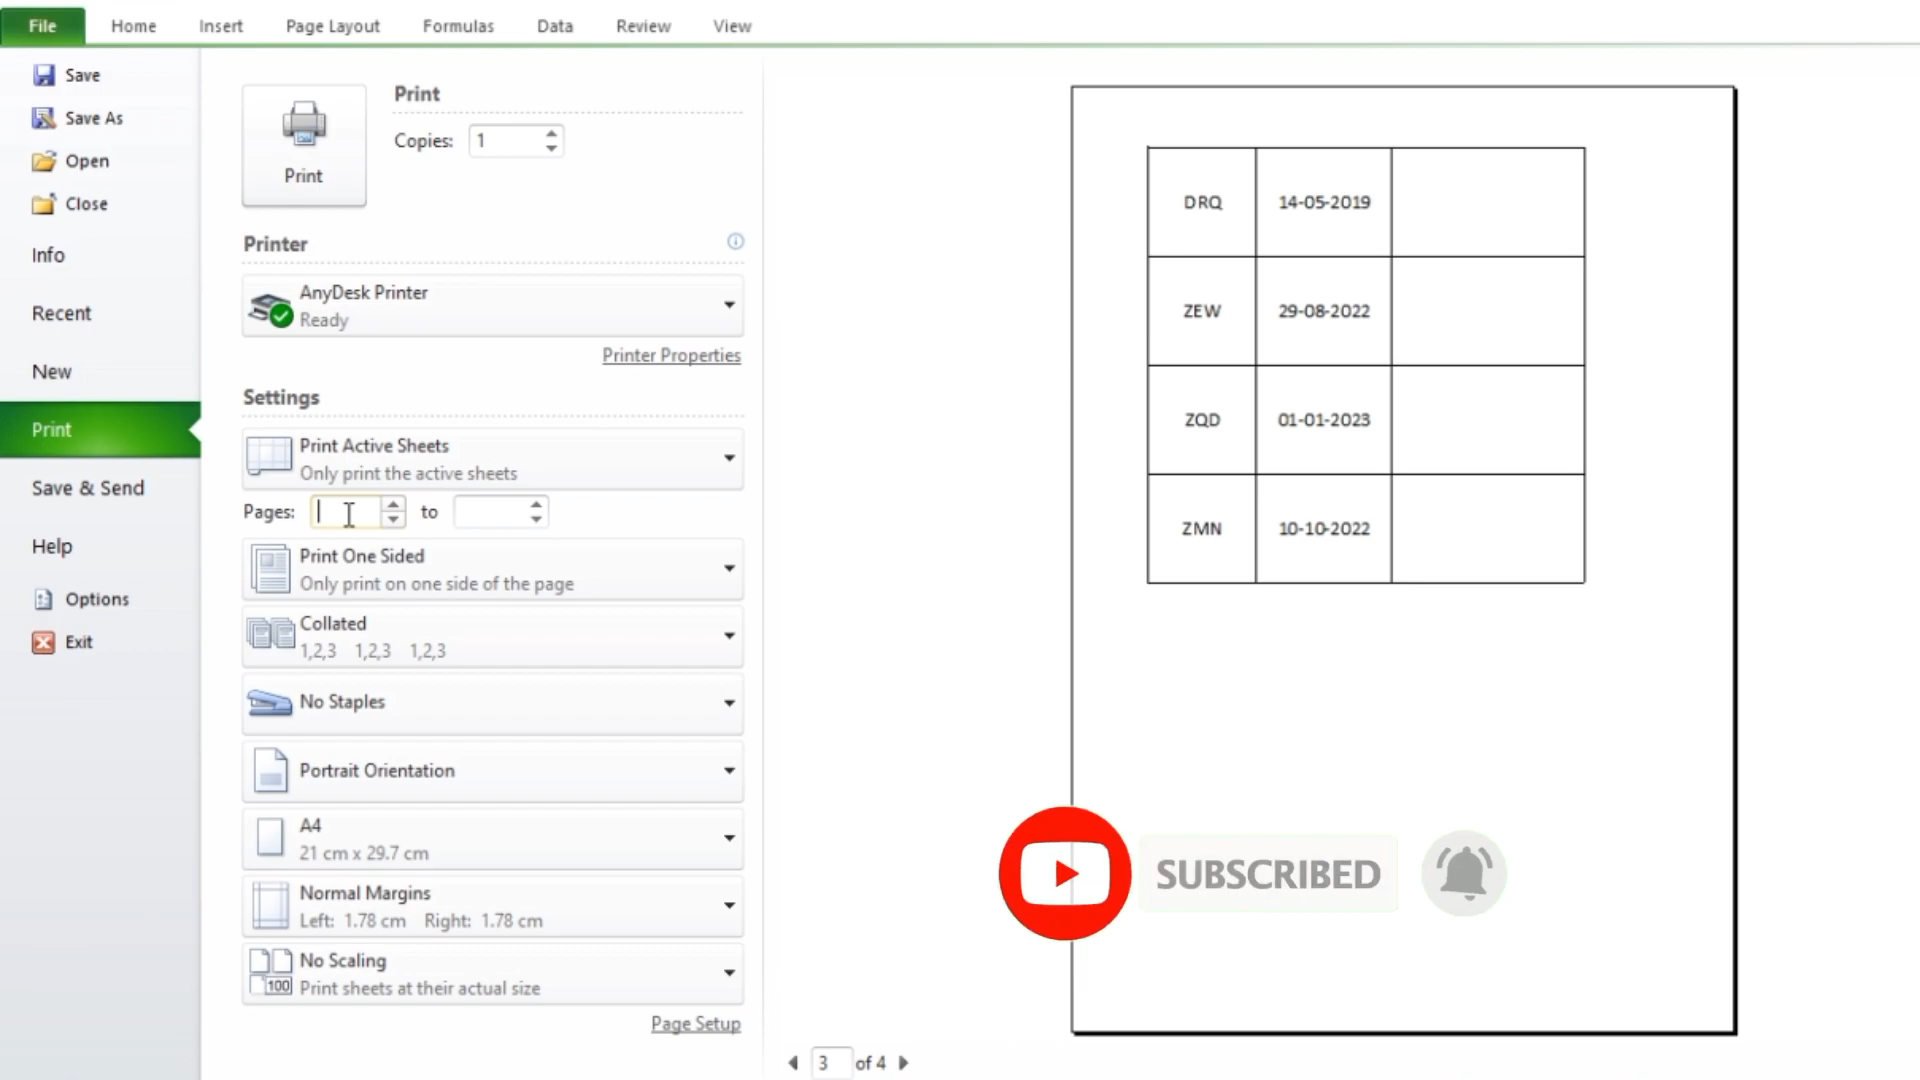 File Home Insert Page Layout Formulas Data Review View
Save
Save As
Open
Close
Info
Recent
New
Print
Save & Send
Help
Options
Exit
Print
Print
Copies: 1
Printer
AnyDesk Printer
Ready
Printer Properties
Settings
Print Active Sheets
Only print the active sheets
Pages: to
Print One Sided
Only print on one side of the page
Collated
1,2,3 1,2,3 1,2,3
No Staples
Portrait Orientation
A4
21 cm x 29.7 cm
Normal Margins
Left: 1.78 cm Right: 1.78 cm
No Scaling
100
Print sheets at their actual size
Page Setup
DRQ 14-05-2019
ZEW 29-08-2022
ZQD 01-01-2023
ZMN 10-10-2022
SUBSCRIBED
3 of 4